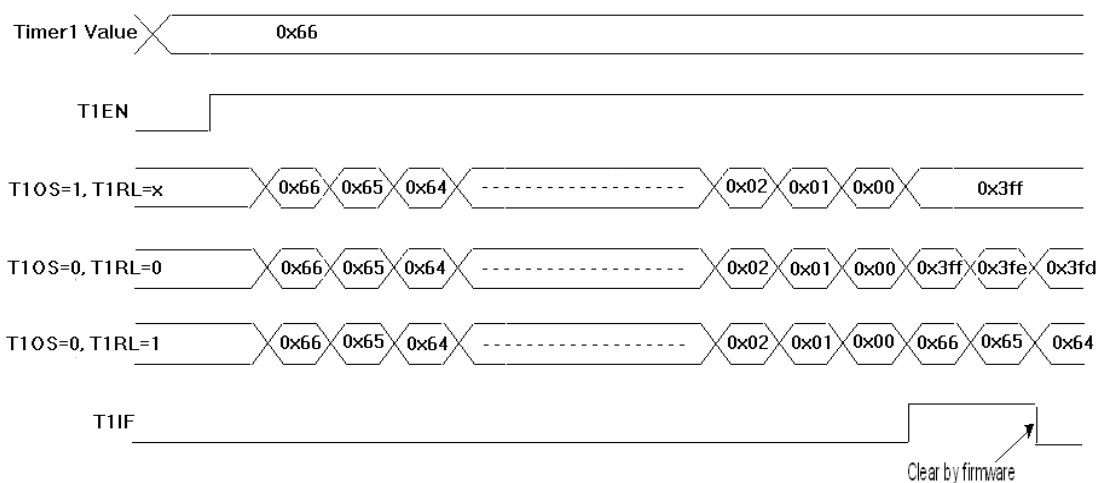 Timer1 Value 0x66
T1EN
T1OS=1, T1RL=x 0x66 0x65 0x64 0x02 0x01 0x00 0x3ff
T1OS=0, T1RL=0 0x66 0x65 0x64 0x02 0x01 0x00 0x3ff 0x3fe 0x3fd
T1OS=0, T1RL=1 0x66 0x65 0x64 0x02 0x01 0x00 0x66 0x65 0x64
T1IF
Clear by firmware